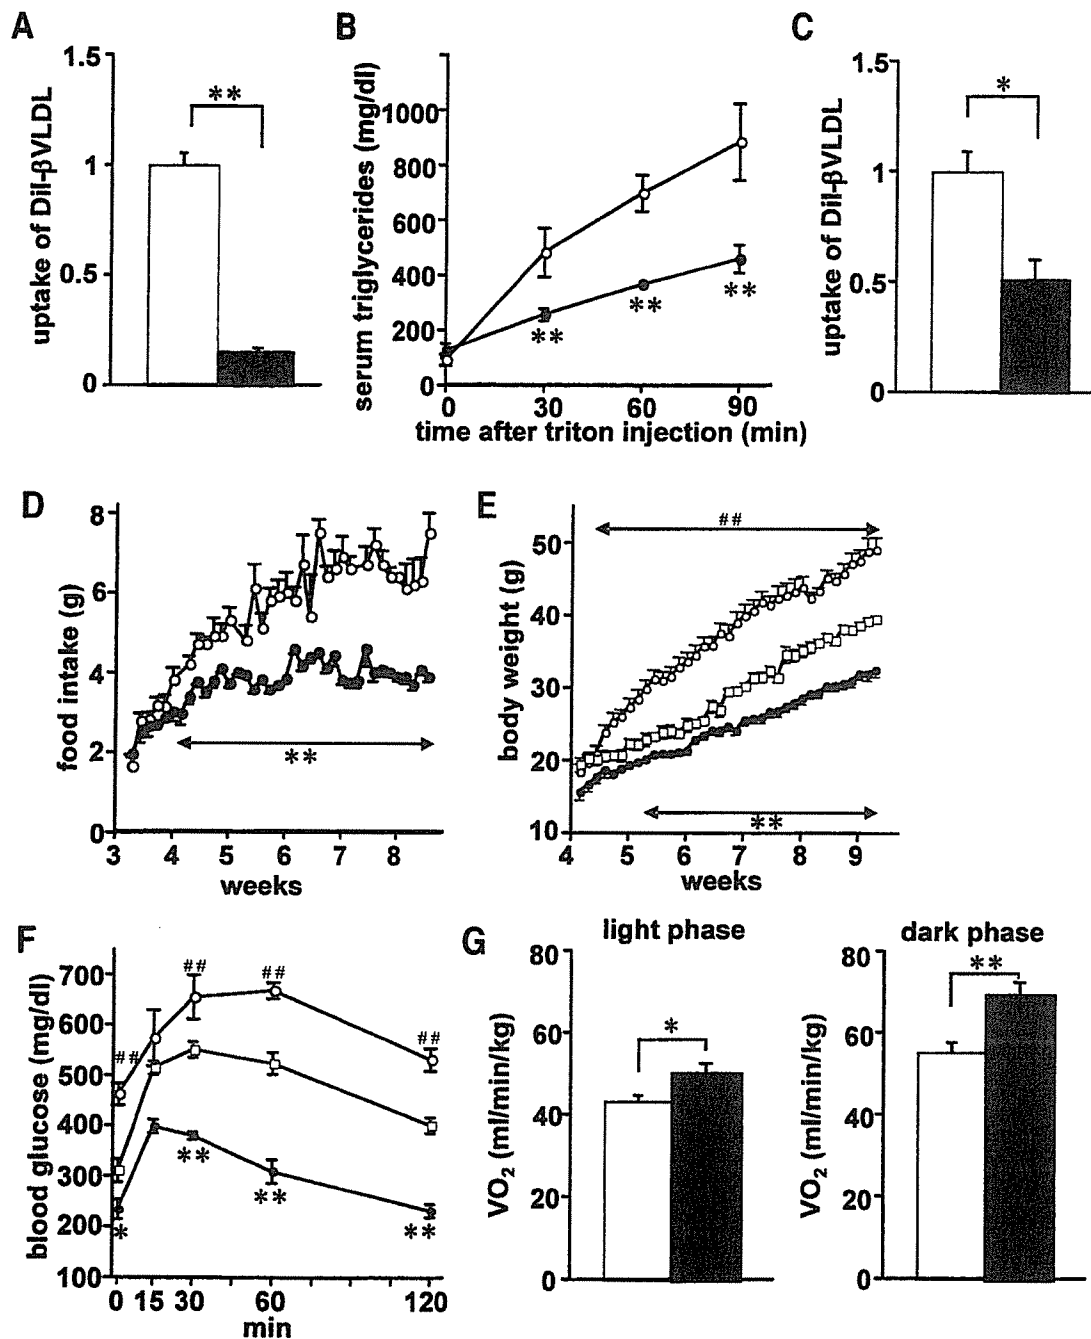 A
uptake of DiI-βVLDL
1.5
1
0.5
0
**
B
serum triglycerides (mg/dl)
1000
800
600
400
200
0
**
**
**
0 30 60 90
time after triton injection (min)
C
uptake of DiI-βVLDL
1.5
1
0.5
0
*
D
food intake (g)
8
6
4
2
0
**
3 4 5 6 7 8
weeks
E
body weight (g)
50
40
30
20
10
##
**
4 5 6 7 8 9
weeks
F
blood glucose (mg/dl)
700
600
500
400
300
200
100
##
##
##
##
*
**
**
**
0 15 30 60 120
min
G
light phase
VO2 (ml/min/kg)
80
60
40
20
0
*
dark phase
VO2 (ml/min/kg)
80
60
40
20
0
**